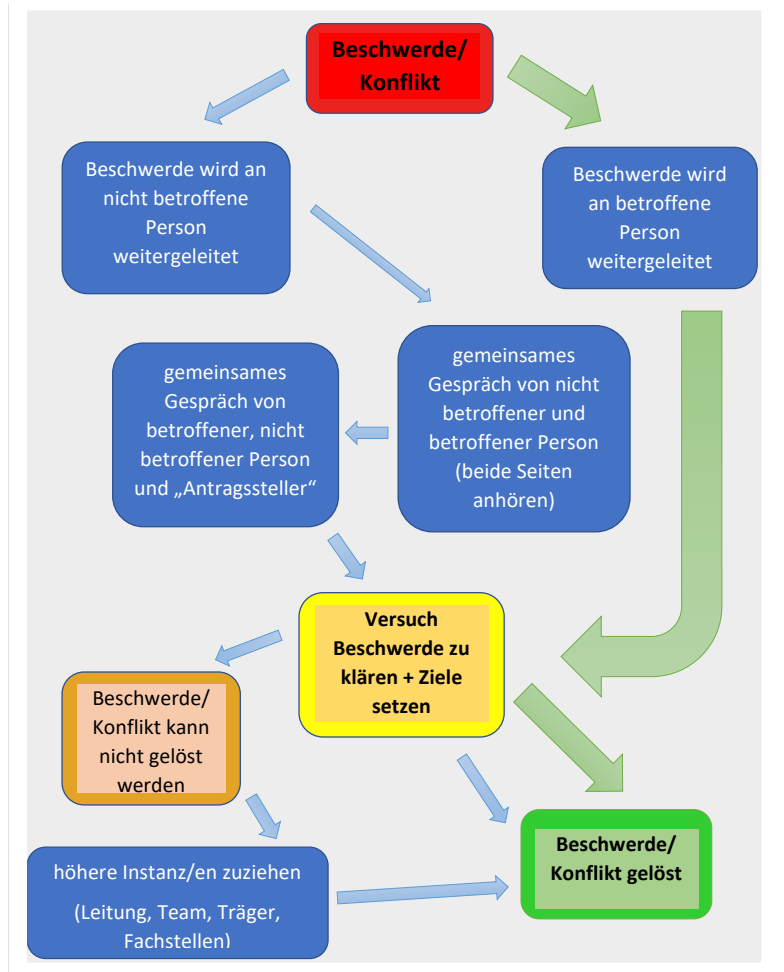 Beschwerde/
Konflikt
Beschwerde wird an
nicht betroffene
Person
weitergeleitet
Beschwerde wird
an betroffene
Person
weitergeleitet
gemeinsames
Gespräch von
betroffener, nicht
betroffener Person
und „Antragssteller“
gemeinsames
Gespräch von nicht
betroffener und
betroffener Person
(beide Seiten
anhören)
Versuch
Beschwerde zu
klären + Ziele
setzen
Beschwerde/
Konflikt kann
nicht gelöst
werden
höhere Instanz/en zuziehen
(Leitung, Team, Träger,
Fachstellen)
Beschwerde/
Konflikt gelöst